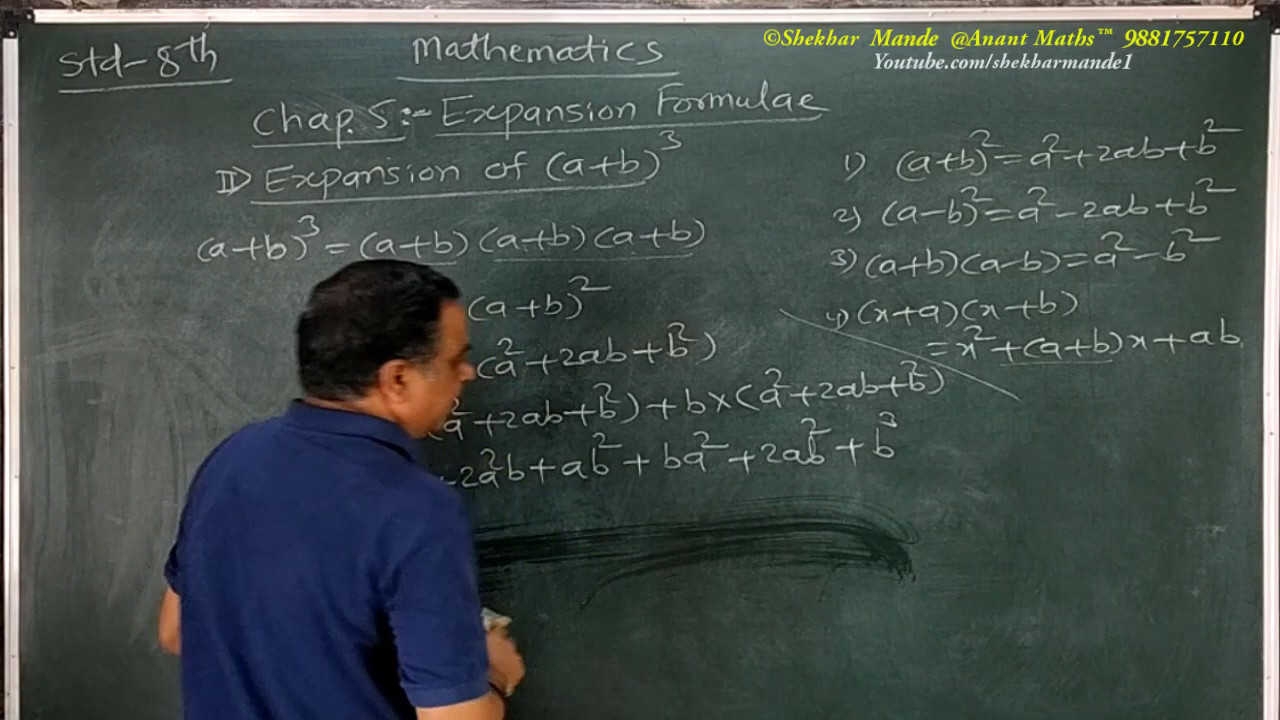 ©Shekhar Mande @Anant Maths™ 9881757110
Youtube.com/shekharmande1
Std-8th
Mathematics
Chap. 5:- Expansion Formulae
II) Expansion of (a+b)³
(a+b)³ = (a+b) (a+b) (a+b)
(a+b)²
(a²+2ab+b²)
(a²+2ab+b²) + b×(a²+2ab+b²)
2a²b+ab²+ba²+2ab²+b³
1) (a+b)² = a²+2ab+b²
2) (a-b)² = a²-2ab+b²
3) (a+b)(a-b) = a²-b²
4) (x+a)(x+b)
= x²+(a+b)x+ab